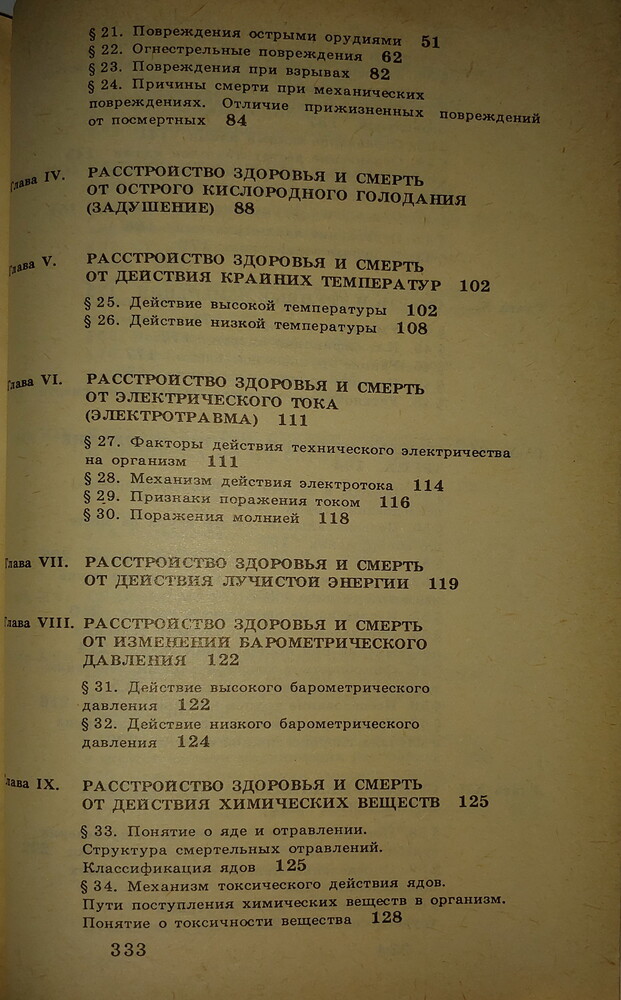 § 21. Повреждения острыми орудиями 51
§ 22. Огнестрельные повреждения 62
§ 23. Повреждения при взрывах 82
§ 24. Причины смерти при механических
повреждениях. Отличие прижизненных повреждений
от посмертных 84
Глава IV. РАССТРОЙСТВО ЗДОРОВЬЯ И СМЕРТЬ
ОТ ОСТРОГО КИСЛОРОДНОГО ГОЛОДАНИЯ
(ЗАДУШЕНИЕ) 88
Глава V. РАССТРОЙСТВО ЗДОРОВЬЯ И СМЕРТЬ
ОТ ДЕЙСТВИЯ КРАЙНИХ ТЕМПЕРАТУР 102
§ 25. Действие высокой температуры 102
§ 26. Действие низкой температуры 108
Глава VI. РАССТРОЙСТВО ЗДОРОВЬЯ И СМЕРТЬ
ОТ ЭЛЕКТРИЧЕСКОГО ТОКА
(ЭЛЕКТРОТРАВМА) 111
§ 27. Факторы действия технического электричества
на организм 111
§ 28. Механизм действия электротока 114
§ 29. Признаки поражения током 116
§ 30. Поражения молнией 118
Глава VII. РАССТРОЙСТВО ЗДОРОВЬЯ И СМЕРТЬ
ОТ ДЕЙСТВИЯ ЛУЧИСТОЙ ЭНЕРГИИ 119
Глава VIII. РАССТРОЙСТВО ЗДОРОВЬЯ И СМЕРТЬ
ОТ ИЗМЕНЕНИЙ БАРОМЕТРИЧЕСКОГО
ДАВЛЕНИЯ 122
§ 31. Действие высокого барометрического
давления 122
§ 32. Действие низкого барометрического
давления 124
Глава IX. РАССТРОЙСТВО ЗДОРОВЬЯ И СМЕРТЬ
ОТ ДЕЙСТВИЯ ХИМИЧЕСКИХ ВЕЩЕСТВ 125
§ 33. Понятие о яде и отравлении.
Структура смертельных отравлений.
Классификация ядов 125
§ 34. Механизм токсического действия ядов.
Пути поступления химических веществ в организм.
Понятие о токсичности вещества 128
333